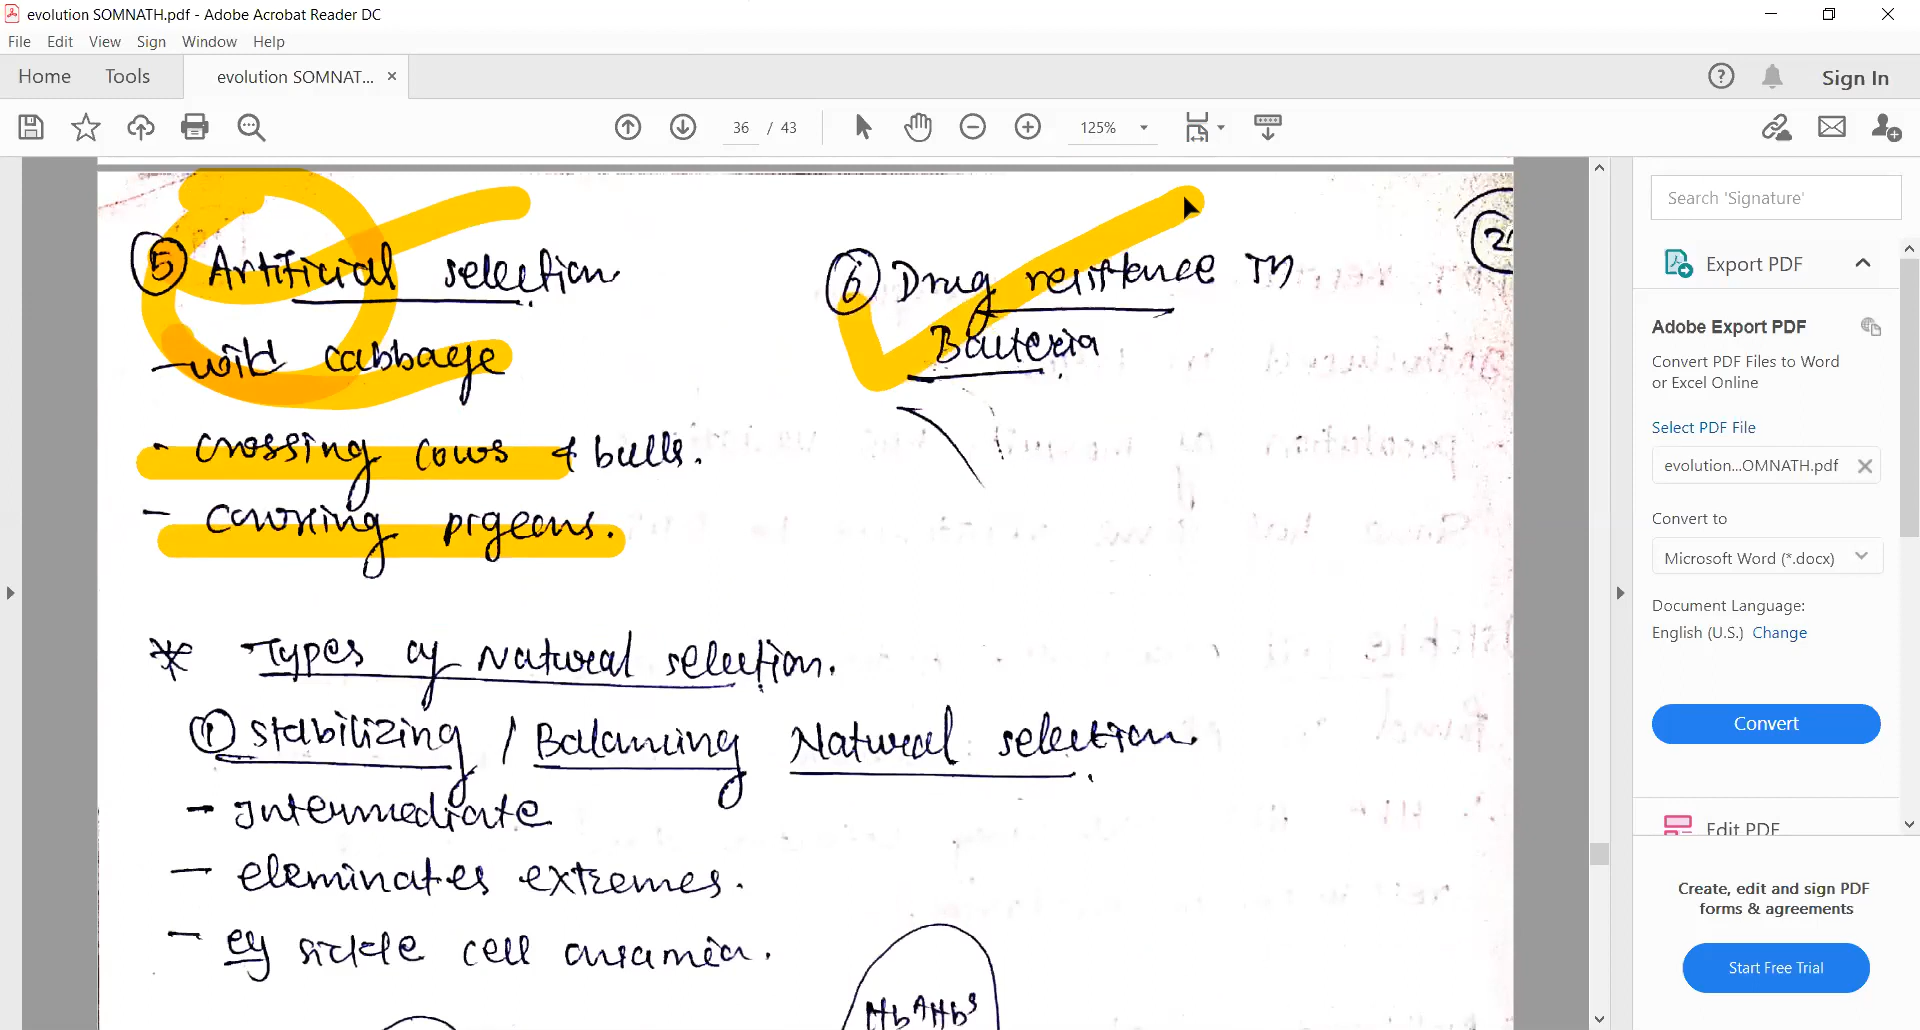 evolution SOMNATH.pdf - Adobe Acrobat Reader DC
File Edit View Sign Window Help
Home Tools evolution SOMNAT... × Sign In
36 / 43 125%
Search 'Signature'
⑤ Artificial selection
- wild cabbage
- crossing cows & bulls.
- pigeons.
⑥ Drug resistance in
Bacteria
* Types of Natural selection.
① stabilizing / Balancing Natural selection.
- Intermediate
- eleminates extremes.
- eg sickle cell anaemia.
Hb^A Hb^S
Export PDF
Adobe Export PDF
Convert PDF Files to Word
or Excel Online
Select PDF File
evolution...OMNATH.pdf
Convert to
Microsoft Word (*.docx)
Document Language:
English (U.S.) Change
Convert
Edit PDF
Create, edit and sign PDF
forms & agreements
Start Free Trial